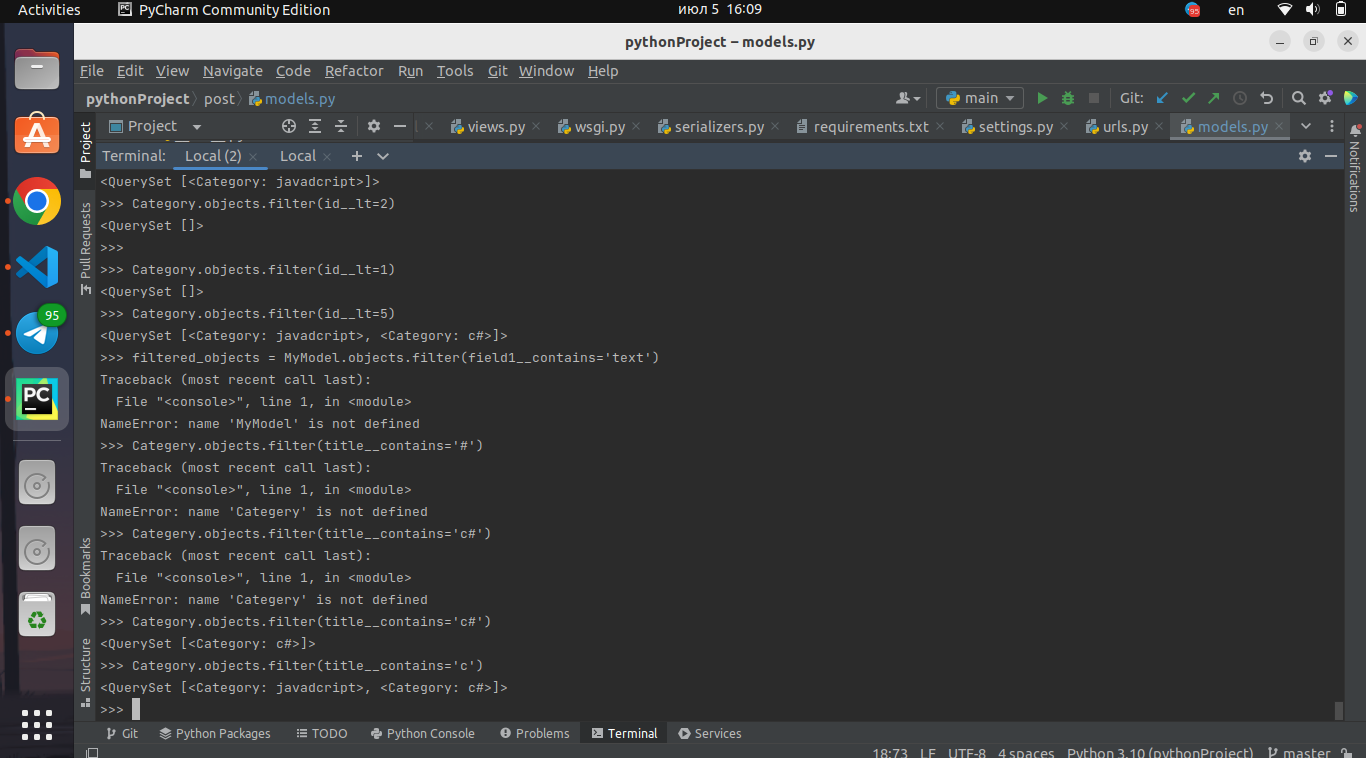 Activities
PyCharm Community Edition
июл 5 16:09
95
en
pythonProject – models.py
File Edit View Navigate Code Refactor Run Tools Git Window Help
pythonProject post models.py
main
Git:
Project
views.py
wsgi.py
serializers.py
requirements.txt
settings.py
urls.py
models.py
Terminal: Local (2) Local
Project
Pull Requests
Bookmarks
Structure
Notifications
95
PC
<QuerySet [<Category: javadcript>]>
>>> Category.objects.filter(id__lt=2)
<QuerySet []>
>>>
>>> Category.objects.filter(id__lt=1)
<QuerySet []>
>>> Category.objects.filter(id__lt=5)
<QuerySet [<Category: javadcript>, <Category: c#>]>
>>> filtered_objects = MyModel.objects.filter(field1__contains='text')
Traceback (most recent call last):
  File "<console>", line 1, in <module>
NameError: name 'MyModel' is not defined
>>> Categery.objects.filter(title__contains='#')
Traceback (most recent call last):
  File "<console>", line 1, in <module>
NameError: name 'Categery' is not defined
>>> Categery.objects.filter(title__contains='c#')
Traceback (most recent call last):
  File "<console>", line 1, in <module>
NameError: name 'Categery' is not defined
>>> Category.objects.filter(title__contains='c#')
<QuerySet [<Category: c#>]>
>>> Category.objects.filter(title__contains='c')
<QuerySet [<Category: javadcript>, <Category: c#>]>
>>>
Git Python Packages TODO Python Console Problems Terminal Services
18:73 LF UTF-8 4 spaces Python 3.10 (pythonProject) master